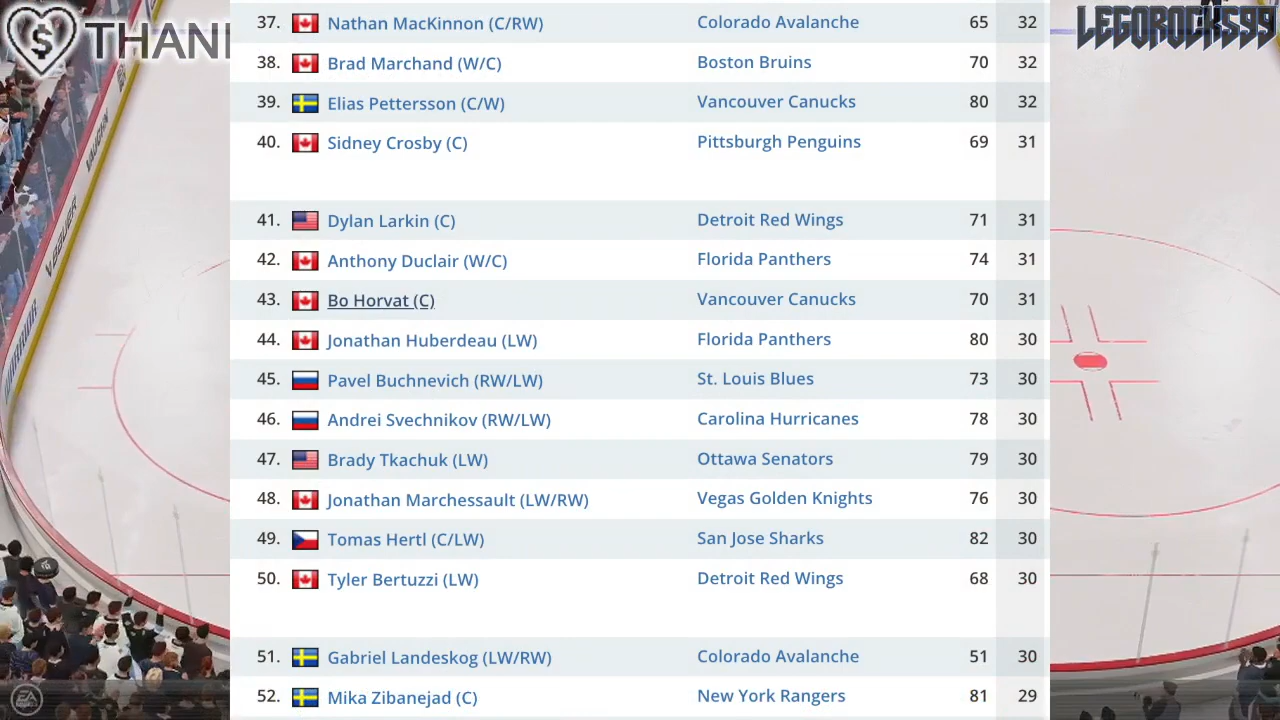 THAN
LEGOROCKS99
37. Nathan MacKinnon (C/RW) Colorado Avalanche 65 32
38. Brad Marchand (W/C) Boston Bruins 70 32
39. Elias Pettersson (C/W) Vancouver Canucks 80 32
40. Sidney Crosby (C) Pittsburgh Penguins 69 31
41. Dylan Larkin (C) Detroit Red Wings 71 31
42. Anthony Duclair (W/C) Florida Panthers 74 31
43. Bo Horvat (C) Vancouver Canucks 70 31
44. Jonathan Huberdeau (LW) Florida Panthers 80 30
45. Pavel Buchnevich (RW/LW) St. Louis Blues 73 30
46. Andrei Svechnikov (RW/LW) Carolina Hurricanes 78 30
47. Brady Tkachuk (LW) Ottawa Senators 79 30
48. Jonathan Marchessault (LW/RW) Vegas Golden Knights 76 30
49. Tomas Hertl (C/LW) San Jose Sharks 82 30
50. Tyler Bertuzzi (LW) Detroit Red Wings 68 30
51. Gabriel Landeskog (LW/RW) Colorado Avalanche 51 30
52. Mika Zibanejad (C) New York Rangers 81 29
VAUGHN
WARRIOR
EA